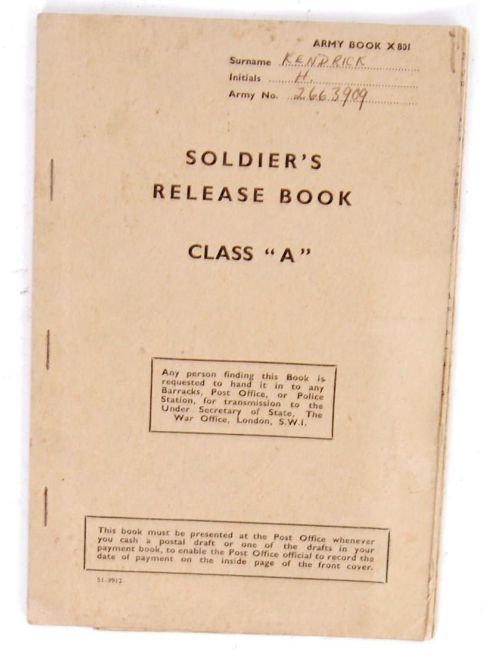 ARMY BOOK X 801
Surname KENDRICK
Initials H.
Army No. 2663909
SOLDIER'S
RELEASE BOOK
CLASS "A"
Any person finding this Book is
requested to hand it in to any
Barracks, Post Office, or Police
Station, for transmission to the
Under Secretary of State, The
War Office, London, S.W.1.
This book must be presented at the Post Office whenever
you cash a postal draft or one of the drafts in your
payment book, to enable the Post Office official to record the
date of payment on the inside page of the front cover.
51-9912